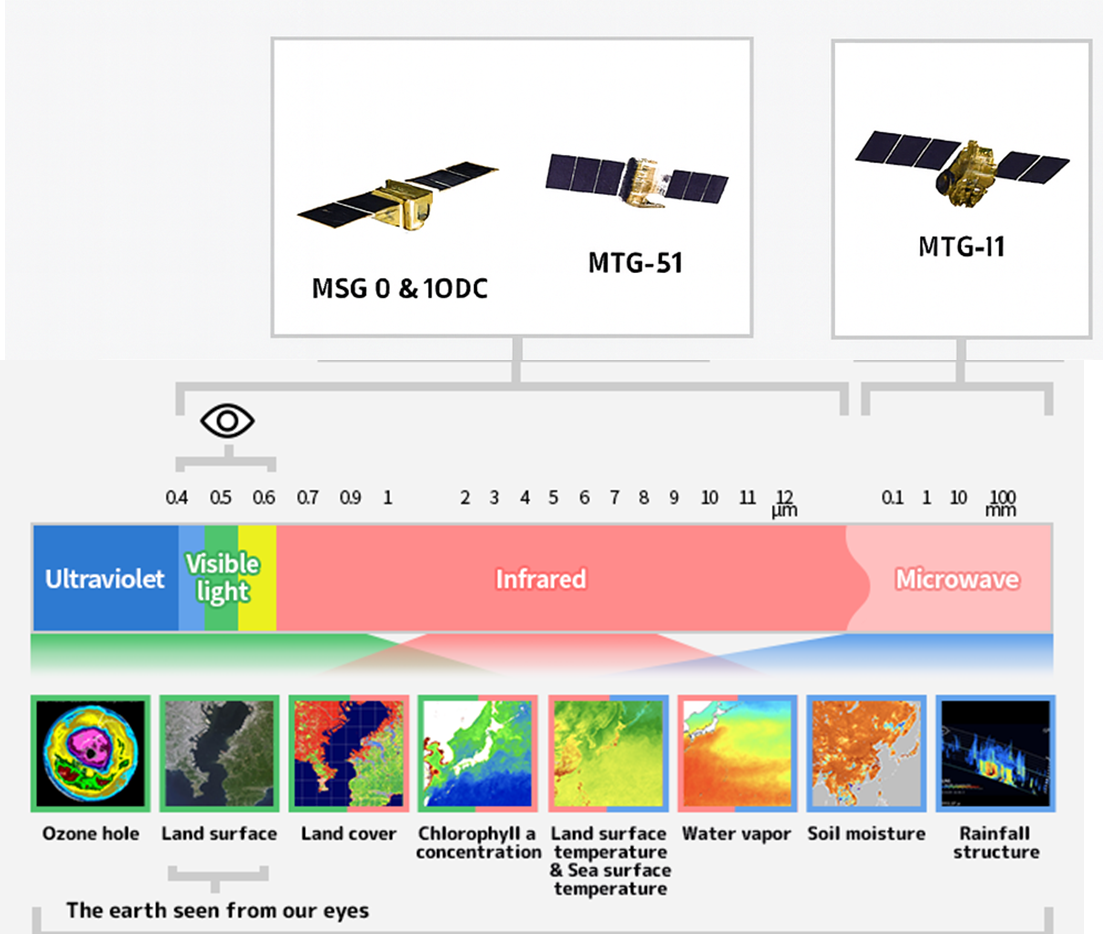 MSG 0 & 10DC
MTG-51
MTG-I1
0.4 0.5 0.6 0.7 0.9 1 2 3 4 5 6 7 8 9 10 11 12 0.1 1 10 100
µm mm
Ultraviolet
Visible
light
Infrared
Microwave
Ozone hole
Land surface
Land cover
Chlorophyll a
concentration
Land surface
temperature
& Sea surface
temperature
Water vapor
Soil moisture
Rainfall
structure
The earth seen from our eyes